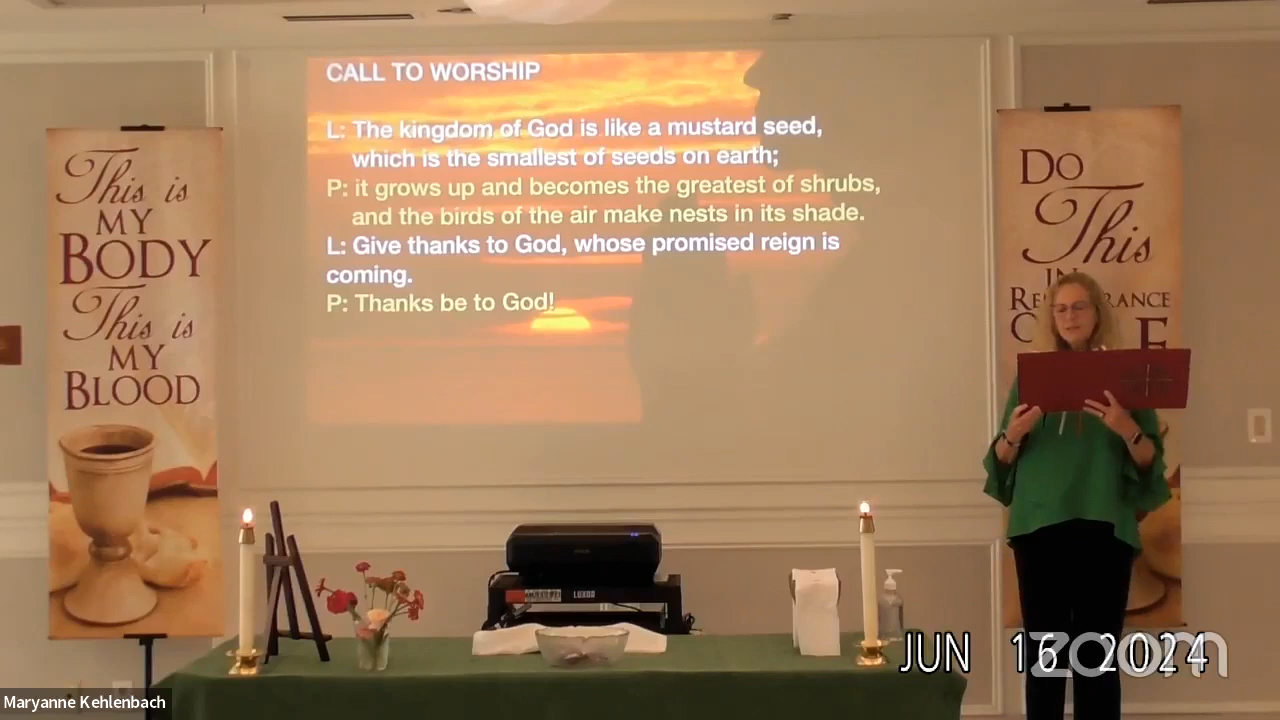 CALL TO WORSHIP
L: The kingdom of God is like a mustard seed,
which is the smallest of seeds on earth;
P: it grows up and becomes the greatest of shrubs,
and the birds of the air make nests in its shade.
L: Give thanks to God, whose promised reign is
coming.
P: Thanks be to God!
This is
MY
BODY
This is
MY
BLOOD
DO
This
IN
LUXOR
JUN 16 2024
zoom
Maryanne Kehlenbach